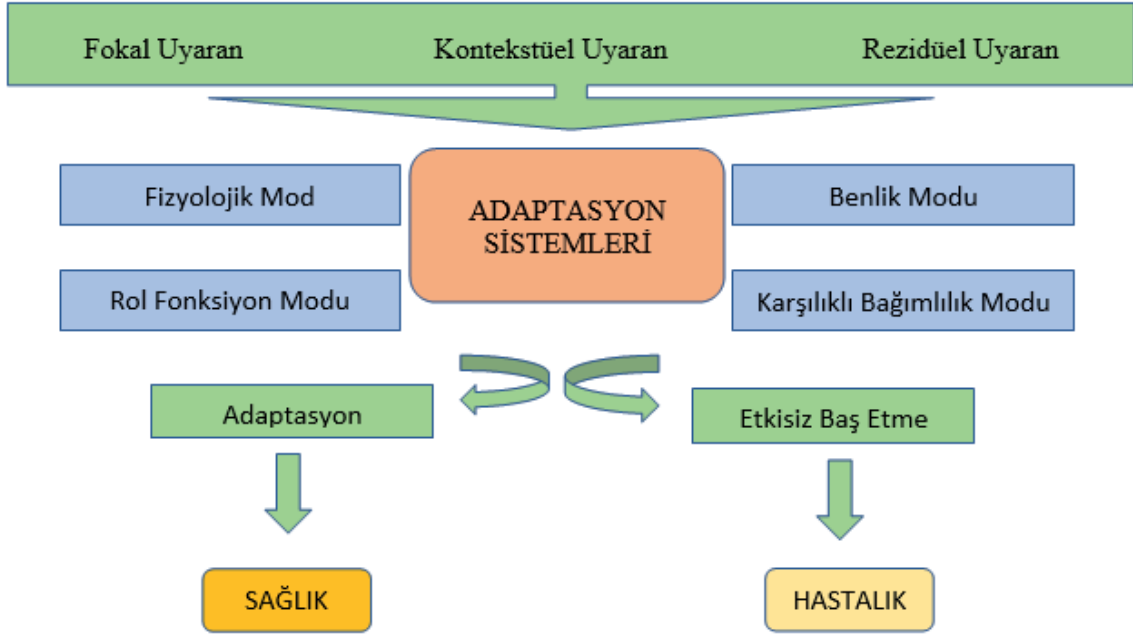 Fokal Uyaran Kontekstüel Uyaran Rezidüel Uyaran
Fizyolojik Mod
ADAPTASYON
SİSTEMLERİ
Benlik Modu
Rol Fonksiyon Modu
Karşılıklı Bağımlılık Modu
Adaptasyon
Etkisiz Baş Etme
SAĞLIK
HASTALIK